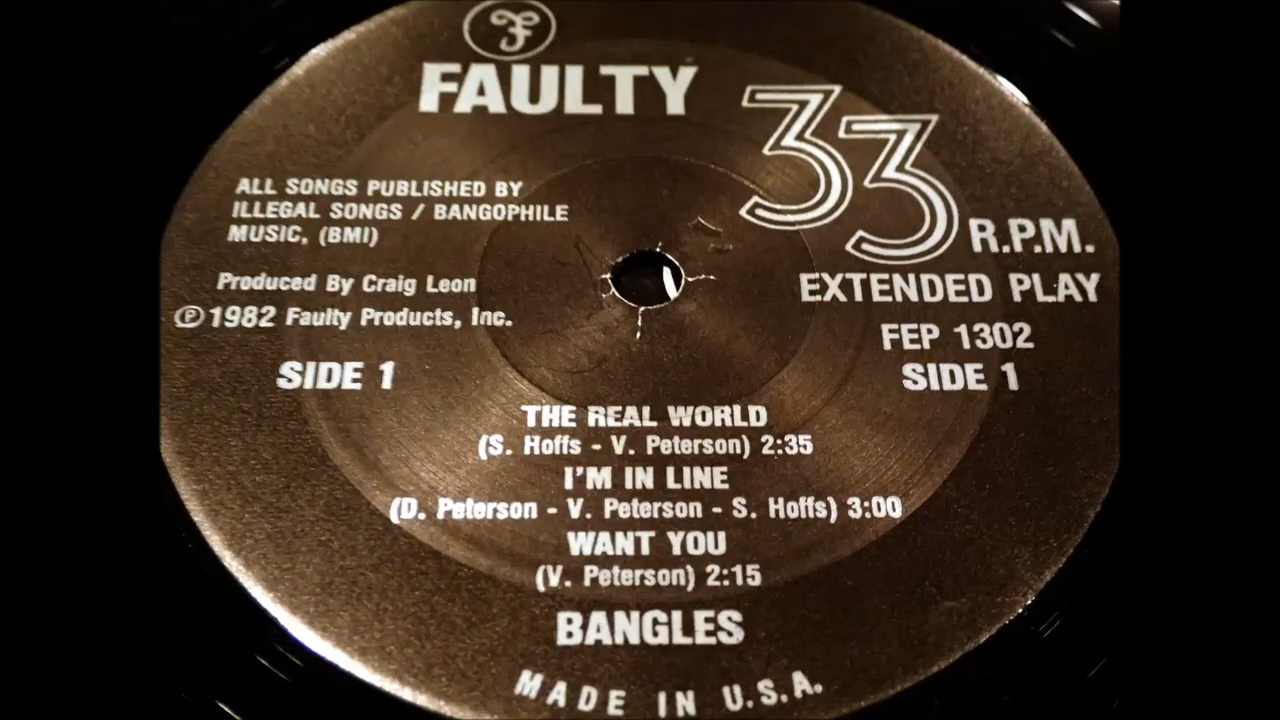 F
FAULTY
33 R.P.M.
EXTENDED PLAY
FEP 1302
SIDE 1
ALL SONGS PUBLISHED BY
ILLEGAL SONGS / BANGOPHILE
MUSIC, (BMI)
Produced By Craig Leon
Ⓟ1982 Faulty Products, Inc.
SIDE 1
THE REAL WORLD
(S. Hoffs - V. Peterson) 2:35
I'M IN LINE
(D. Peterson - V. Peterson - S. Hoffs) 3:00
WANT YOU
(V. Peterson) 2:15
BANGLES
MADE IN U.S.A.